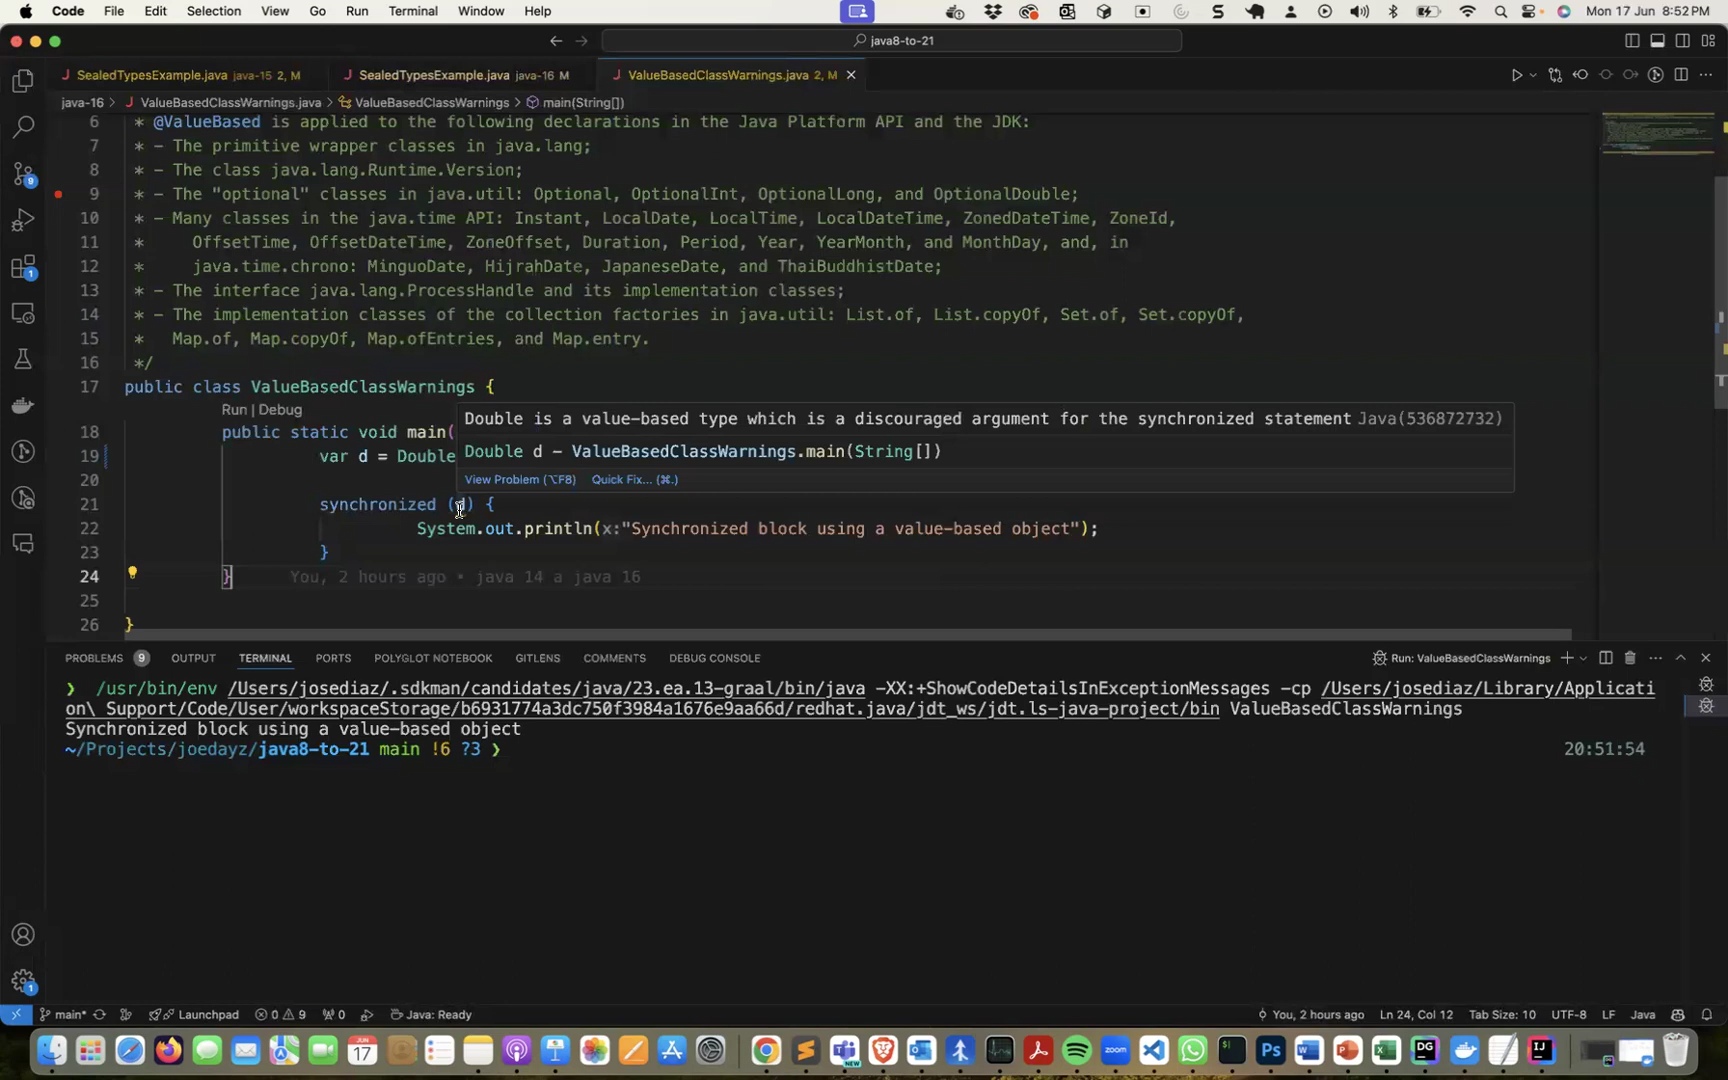 Code File Edit Selection View Go Run Terminal Window Help Mon 17 Jun 8:52 PM
java8-to-21
SealedTypesExample.java java-15 2, M SealedTypesExample.java java-16 M ValueBasedClassWarnings.java 2, M
java-16 > ValueBasedClassWarnings.java > ValueBasedClassWarnings > main(String[])
6 * @ValueBased is applied to the following declarations in the Java Platform API and the JDK:
7 * - The primitive wrapper classes in java.lang;
8 * - The class java.lang.Runtime.Version;
9 * - The "optional" classes in java.util: Optional, OptionalInt, OptionalLong, and OptionalDouble;
10 * - Many classes in the java.time API: Instant, LocalDate, LocalTime, LocalDateTime, ZonedDateTime, ZoneId,
11 * OffsetTime, OffsetDateTime, ZoneOffset, Duration, Period, Year, YearMonth, and MonthDay, and, in
12 * java.time.chrono: MinguoDate, HijrahDate, JapaneseDate, and ThaiBuddhistDate;
13 * - The interface java.lang.ProcessHandle and its implementation classes;
14 * - The implementation classes of the collection factories in java.util: List.of, List.copyOf, Set.of, Set.copyOf,
15 * Map.of, Map.copyOf, Map.ofEntries, and Map.entry.
16 */
17 public class ValueBasedClassWarnings {
Run | Debug
Double is a value-based type which is a discouraged argument for the synchronized statement Java(536872732)
18 public static void main(
Double d - ValueBasedClassWarnings.main(String[])
19 var d = Double
View Problem (⌥F8) Quick Fix... (⌘.)
20
21 synchronized (d) {
22 System.out.println(x:"Synchronized block using a value-based object");
23 }
24 } You, 2 hours ago • java 14 a java 16
25
26 }
PROBLEMS 9 OUTPUT TERMINAL PORTS POLYGLOT NOTEBOOK GITLENS COMMENTS DEBUG CONSOLE Run: ValueBasedClassWarnings
❯ /usr/bin/env /Users/josediaz/.sdkman/candidates/java/23.ea.13-graal/bin/java -XX:+ShowCodeDetailsInExceptionMessages -cp /Users/josediaz/Library/Applicati
on\ Support/Code/User/workspaceStorage/b6931774a3dc750f3984a1676e9aa66d/redhat.java/jdt_ws/jdt.ls-java-project/bin ValueBasedClassWarnings
Synchronized block using a value-based object
~/Projects/joedayz/java8-to-21 main !6 ?3 ❯ 20:51:54
main* Launchpad 0 9 0 Java: Ready You, 2 hours ago Ln 24, Col 12 Tab Size: 10 UTF-8 LF Java